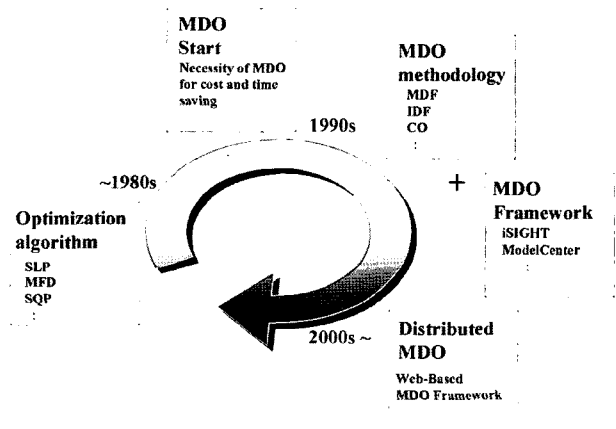 MDO
Start
Necessity of MDO
for cost and time
saving
MDO
methodology
MDF
IDF
CO
⋮
1990s
~1980s
+
MDO
Framework
iSIGHT
ModelCenter
⋮
Optimization
algorithm
SLP
MFD
SQP
⋮
2000s ~
Distributed
MDO
Web-Based
MDO Framework